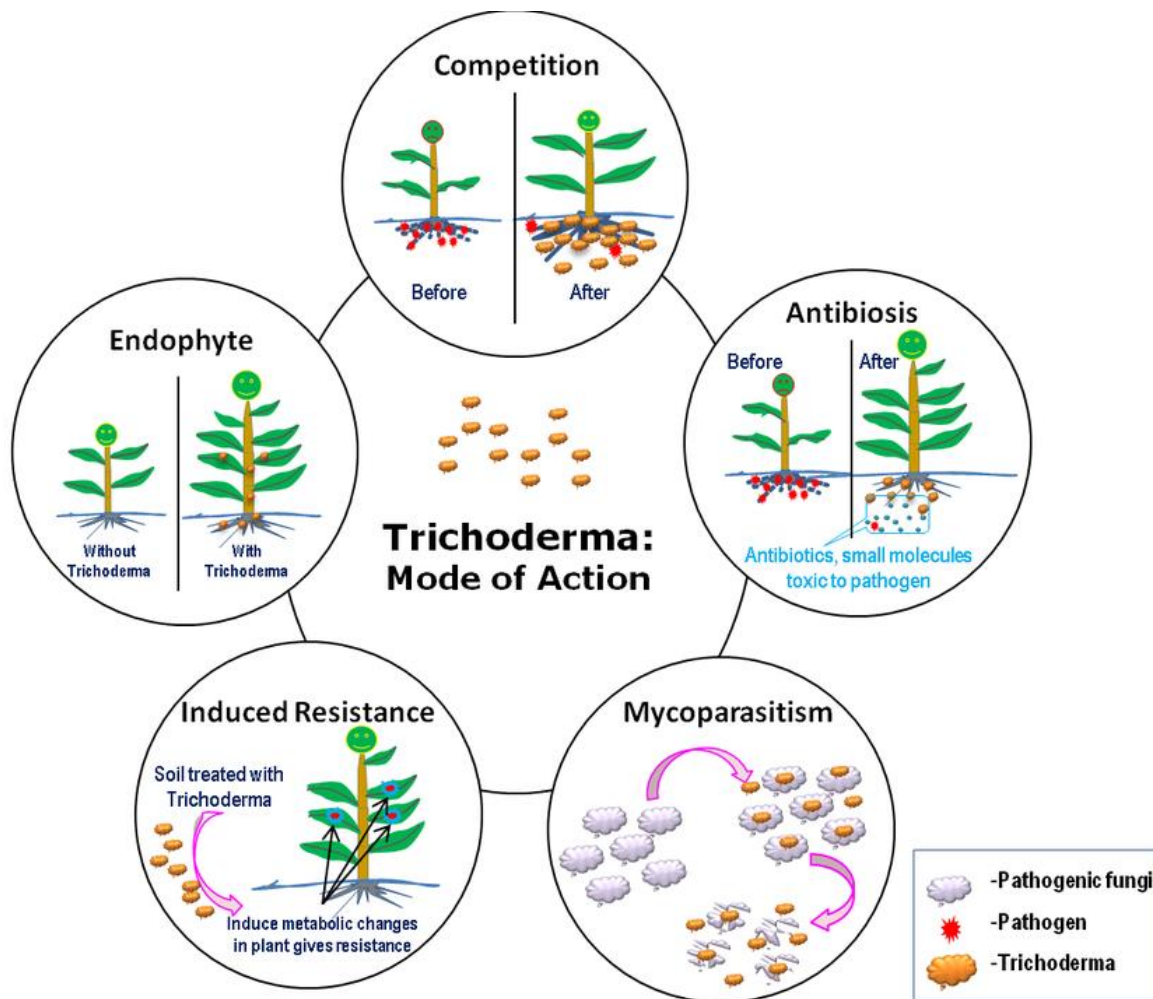 Competition
Before
After
Antibiosis
Before
After
Antibiotics, small molecules
toxic to pathogen
Endophyte
Without
Trichoderma
With
Trichoderma
Trichoderma:
Mode of Action
Induced Resistance
Soil treated with
Trichoderma
Induce metabolic changes
in plant gives resistance
Mycoparasitism
-Pathogenic fungi
-Pathogen
-Trichoderma